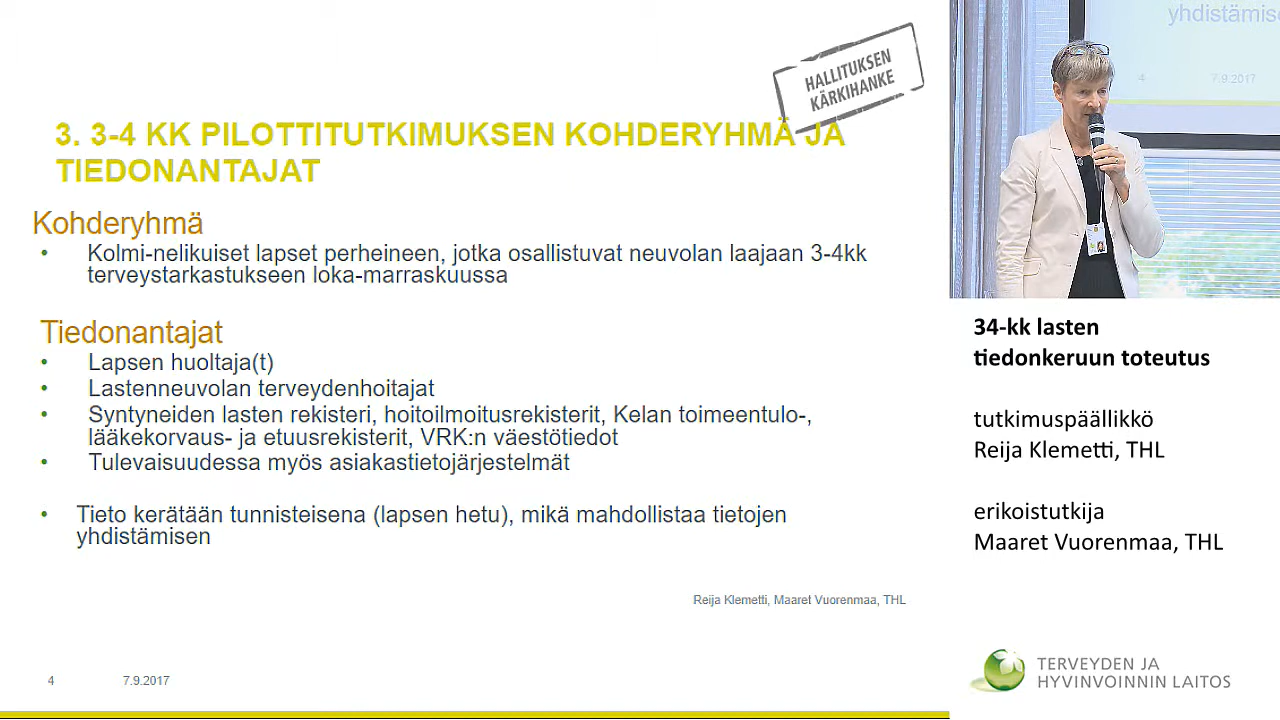 HALLITUKSEN
KÄRKIHANKE
3. 3-4 KK PILOTTITUTKIMUKSEN KOHDERYHMÄ JA
TIEDONANTAJAT
Kohderyhmä
• Kolmi-nelikuiset lapset perheineen, jotka osallistuvat neuvolan laajaan 3-4kk
terveystarkastukseen loka-marraskuussa
Tiedonantajat
• Lapsen huoltaja(t)
• Lastenneuvolan terveydenhoitajat
• Syntyneiden lasten rekisteri, hoitoilmoitusrekisterit, Kelan toimeentulo-,
lääkekorvaus- ja etuusrekisterit, VRK:n väestötiedot
• Tulevaisuudessa myös asiakastietojärjestelmät
• Tieto kerätään tunnisteisena (lapsen hetu), mikä mahdollistaa tietojen
yhdistämisen
Reija Klemetti, Maaret Vuorenmaa, THL
4 7.9.2017
yhdistämise
4 7.9.2017
34-kk lasten
tiedonkeruun toteutus
tutkimuspäällikkö
Reija Klemetti, THL
erikoistutkija
Maaret Vuorenmaa, THL
TERVEYDEN JA
HYVINVOINNIN LAITOS